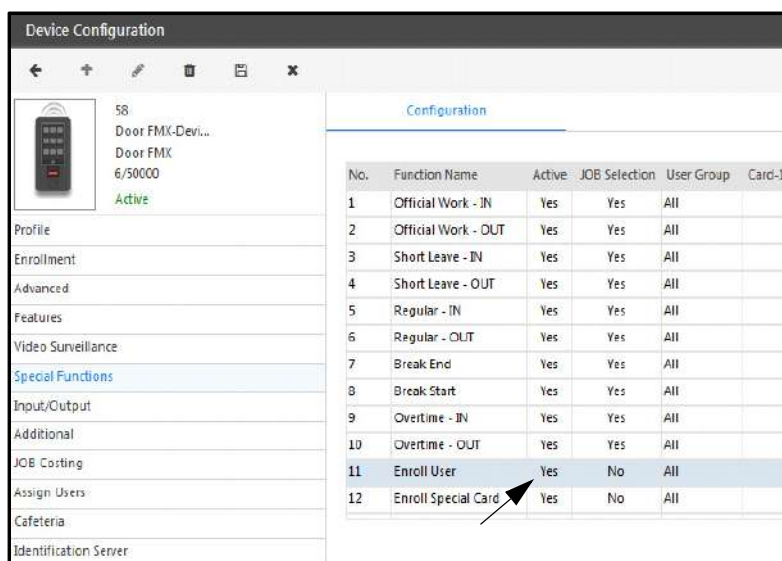 Device Configuration
58
Door FMX-Devi...
Door FMX
6/50000
Active
Profile
Enrollment
Advanced
Features
Video Surveillance
Special Functions
Input/Output
Additional
JOB Costing
Assign Users
Cafeteria
Identification Server
Configuration
No. Function Name Active JOB Selection User Group Card-1
1 Official Work - IN Yes Yes All
2 Official Work - OUT Yes Yes All
3 Short Leave - IN Yes Yes All
4 Short Leave - OUT Yes Yes All
5 Regular - IN Yes Yes All
6 Regular - OUT Yes Yes All
7 Break End Yes Yes All
8 Break Start Yes Yes All
9 Overtime - IN Yes Yes All
10 Overtime - OUT Yes Yes All
11 Enroll User Yes No All
12 Enroll Special Card Yes No All